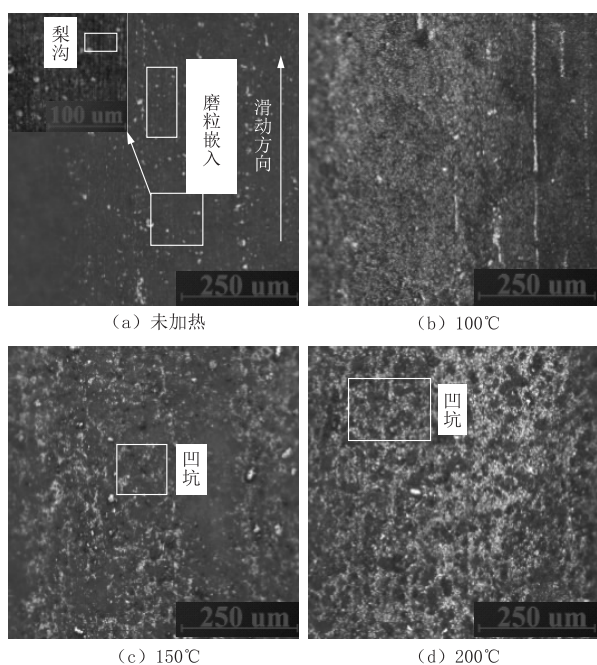 梨
沟
100 um
磨
粒
嵌
入
滑
动
方
向
250 um
250 um
(a) 未加热
(b) 100℃
凹
坑
凹
坑
250 um
250 um
(c) 150℃
(d) 200℃